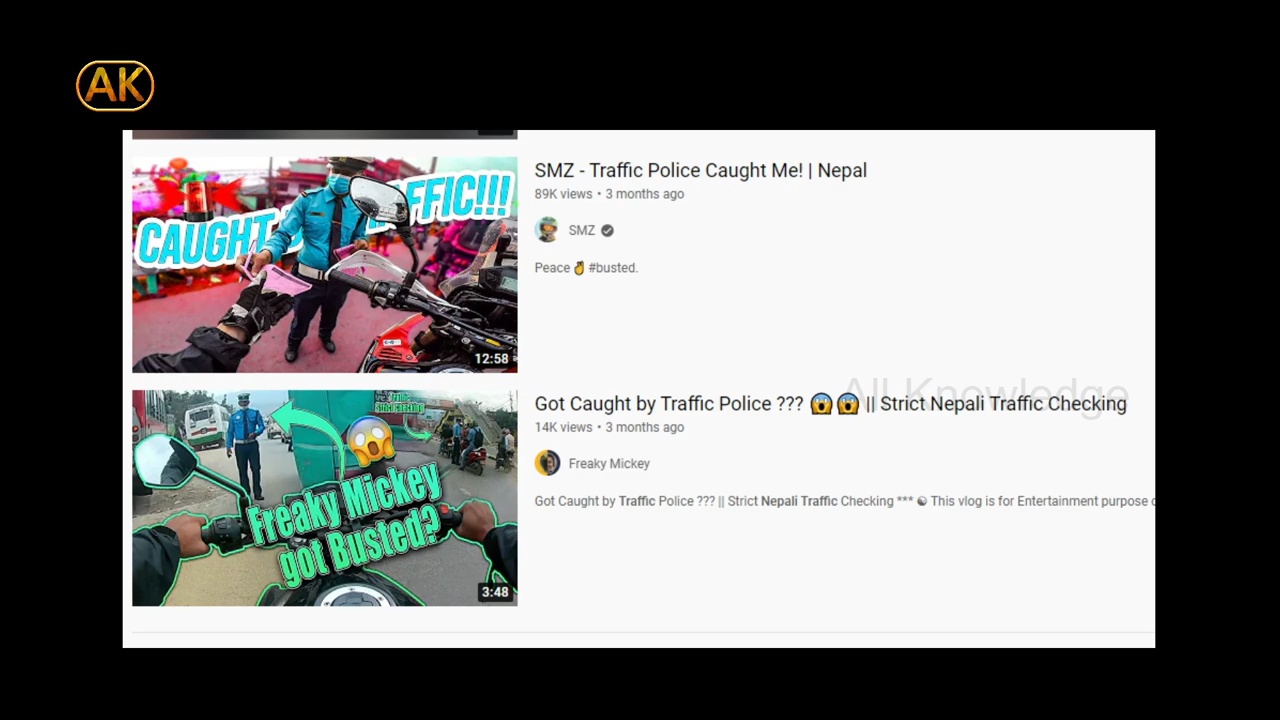 AK
CAUGHT
TRAFFIC!!!
12:58
SMZ - Traffic Police Caught Me! | Nepal
89K views • 3 months ago
SMZ
Peace ✌ #busted.
All Knowledge
Freaky Mickey
got Busted?
3:48
Got Caught by Traffic Police ??? 😱😱 || Strict Nepali Traffic Checking
14K views • 3 months ago
Freaky Mickey
Got Caught by Traffic Police ??? || Strict Nepali Traffic Checking *** ☯ This vlog is for Entertainment purpose